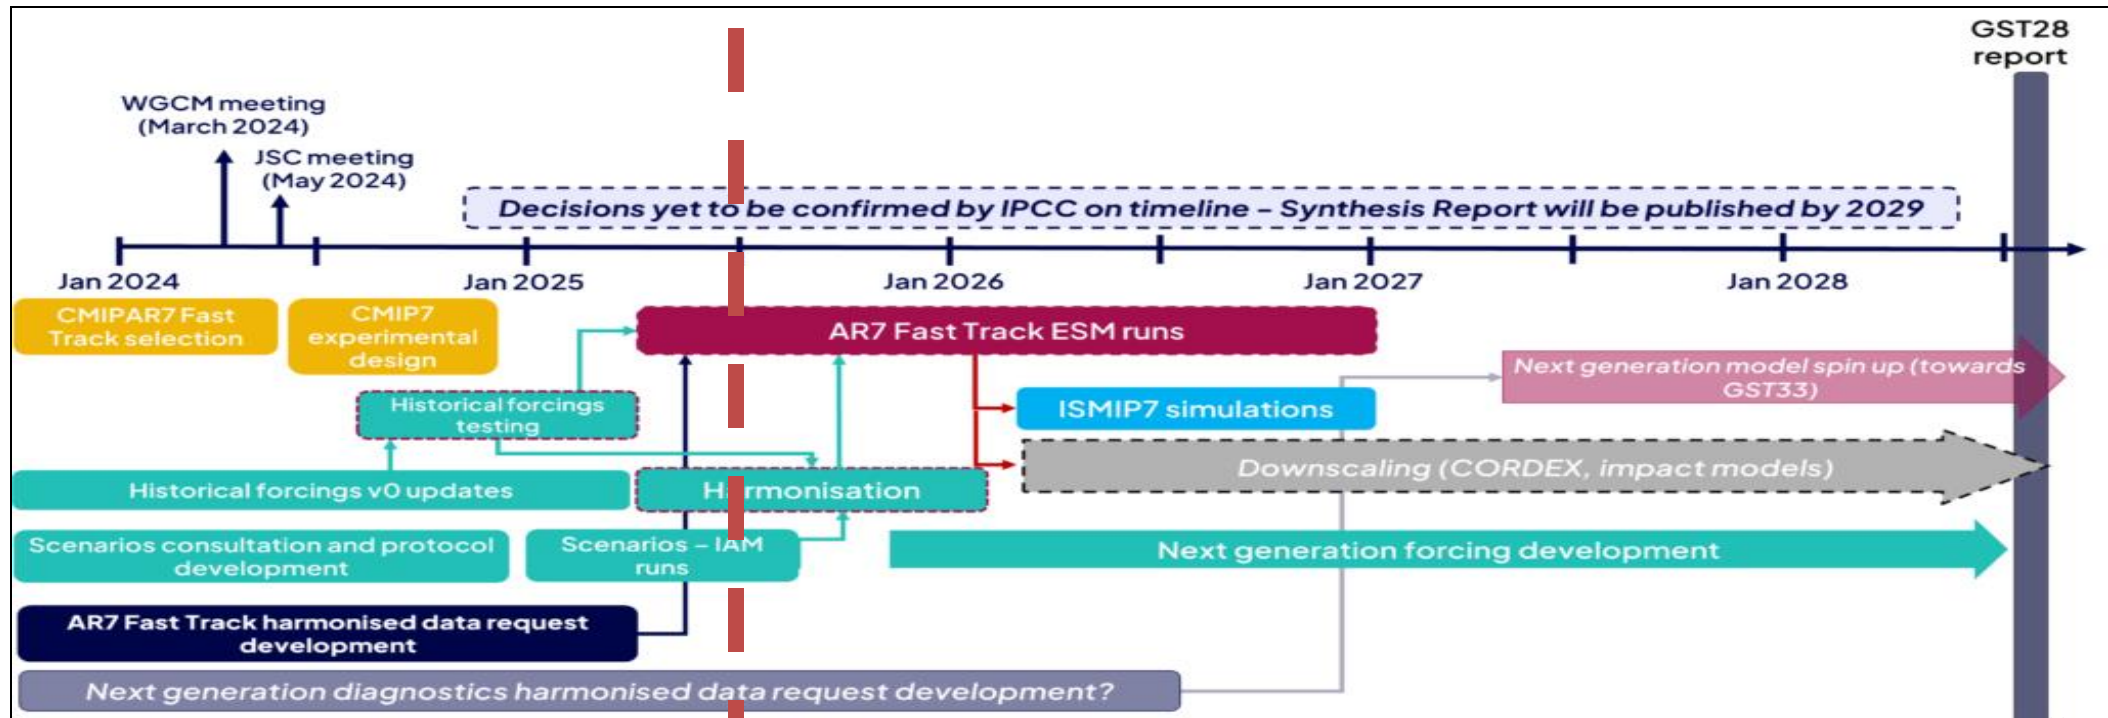 GST28
report
WGCM meeting
(March 2024)
JSC meeting
(May 2024)
Decisions yet to be confirmed by IPCC on timeline – Synthesis Report will be published by 2029
Jan 2024
Jan 2025
Jan 2026
Jan 2027
Jan 2028
CMIPAR7 Fast
Track selection
CMIP7
experimental
design
AR7 Fast Track ESM runs
Next generation model spin up (towards
GST33)
Historical forcings
testing
ISMIP7 simulations
Downscaling (CORDEX, impact models)
Historical forcings v0 updates
Harmonisation
Scenarios consultation and protocol
development
Scenarios – IAM
runs
Next generation forcing development
AR7 Fast Track harmonised data request
development
Next generation diagnostics harmonised data request development?